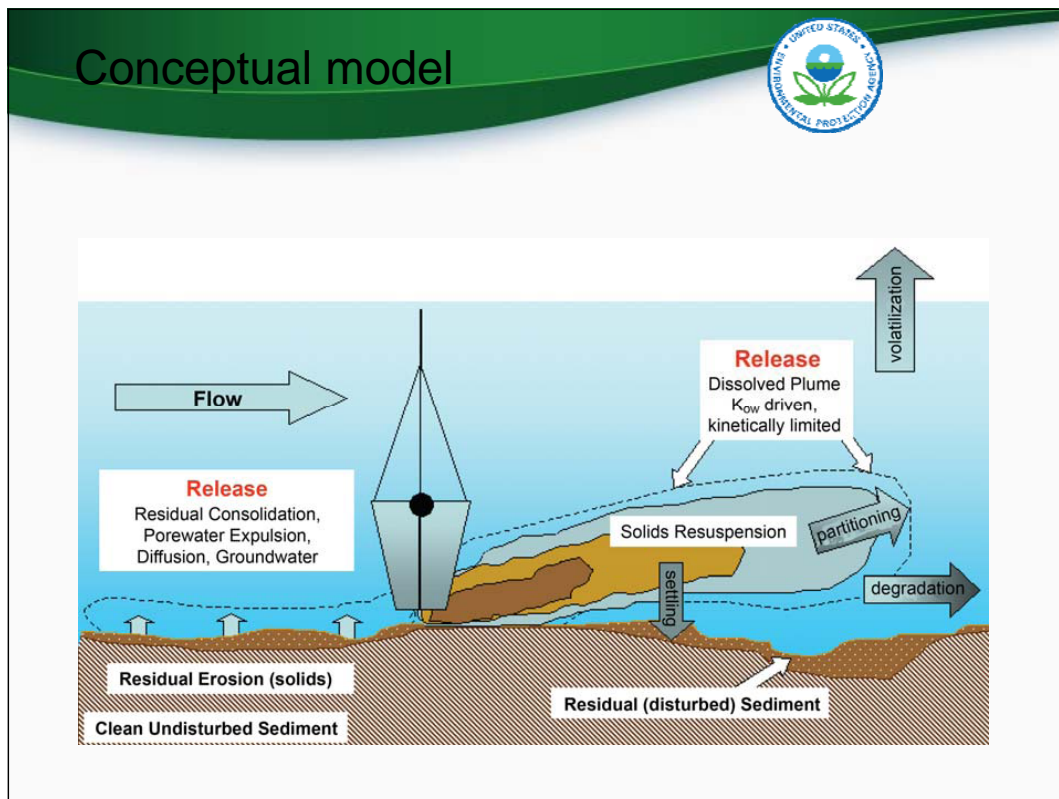 Conceptual model
UNITED STATES
ENVIRONMENTAL PROTECTION AGENCY
volatilization
Release
Dissolved Plume
Kow driven,
kinetically limited
Flow
Release
Residual Consolidation,
Porewater Expulsion,
Diffusion, Groundwater
Solids Resuspension
partitioning
settling
degradation
Residual Erosion (solids)
Residual (disturbed) Sediment
Clean Undisturbed Sediment